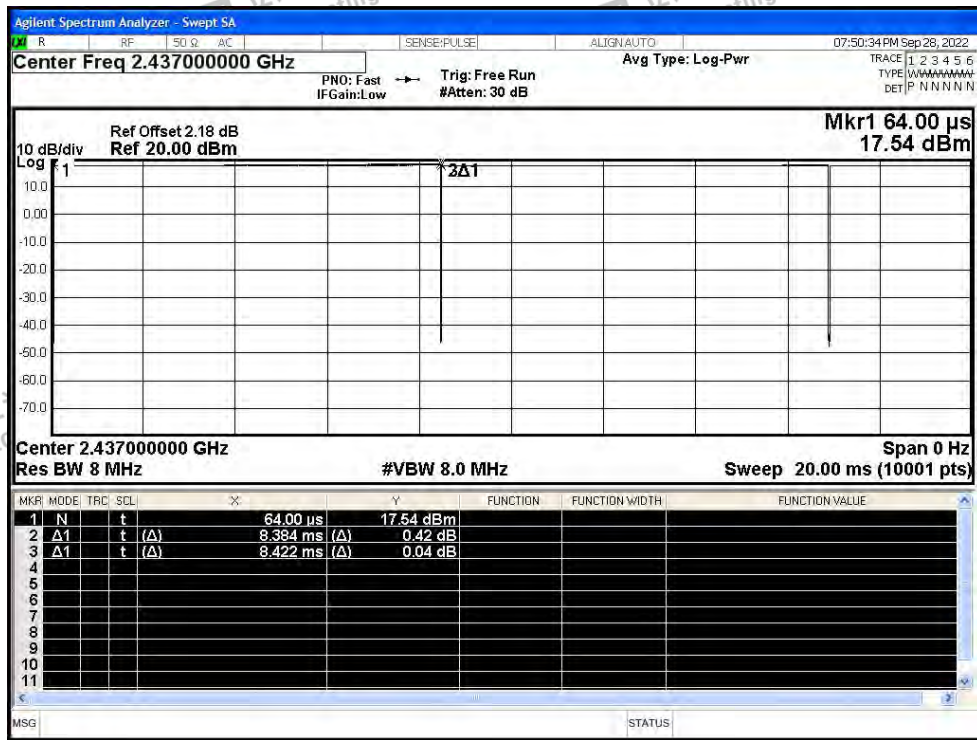 Agilent Spectrum Analyzer - Swept SA
R RF 50 Ω AC SENSE:PULSE ALIGNAUTO 07:50:34 PM Sep 28, 2022
Center Freq 2.437000000 GHz
PNO: Fast
IFGain:Low
Trig: Free Run
#Atten: 30 dB
Avg Type: Log-Pwr
TRACE 1 2 3 4 5 6
TYPE
DET P N N N N N
Ref Offset 2.18 dB
Ref 20.00 dBm
Mkr1 64.00 µs
17.54 dBm
10 dB/div
Log
1
Δ1
10.0
0.00
-10.0
-20.0
-30.0
-40.0
-50.0
-60.0
-70.0
Center 2.437000000 GHz Span 0 Hz
Res BW 8 MHz #VBW 8.0 MHz Sweep 20.00 ms (10001 pts)
MKR MODE TRC SCL X Y FUNCTION FUNCTION WIDTH FUNCTION VALUE
1 N t 64.00 µs 17.54 dBm
2 Δ1 t (Δ) 8.384 ms (Δ) 0.42 dB
3 Δ1 t (Δ) 8.422 ms (Δ) 0.04 dB
4
5
6
7
8
9
10
11
MSG STATUS